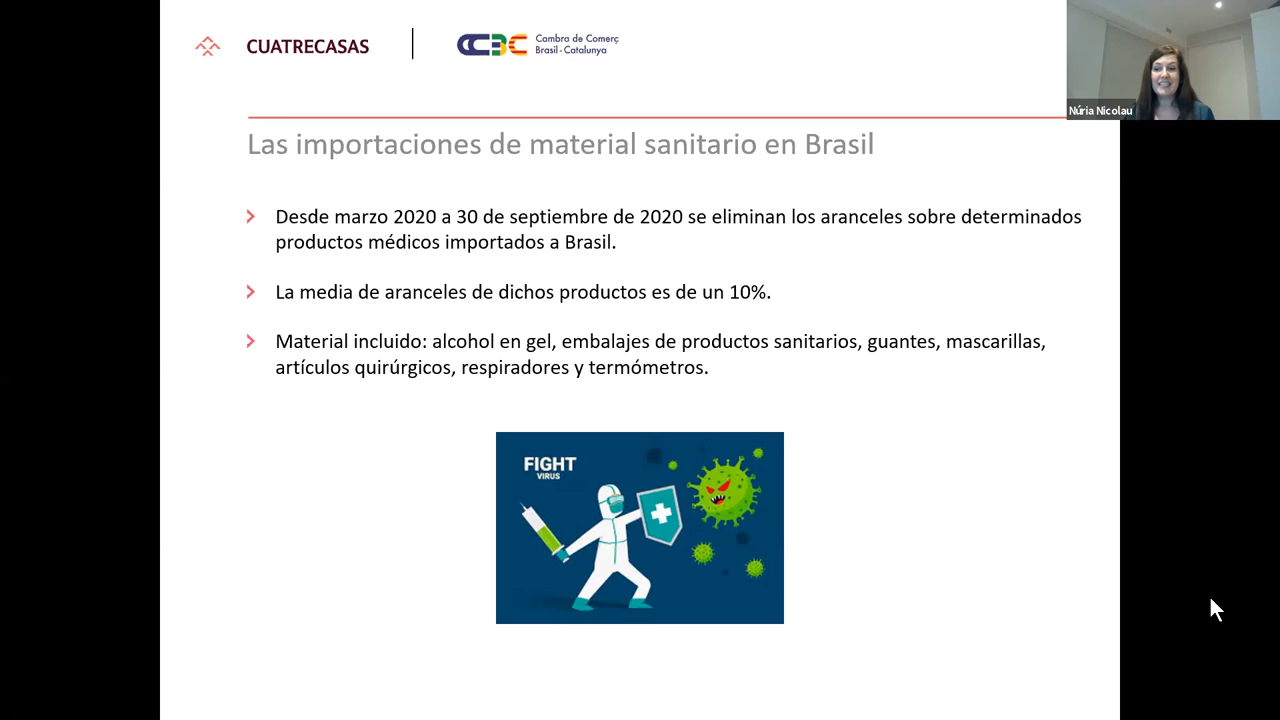 CUATRECASAS
CCBC
Cambra de Comerç
Brasil - Catalunya
Núria Nicolau
Las importaciones de material sanitario en Brasil
Desde marzo 2020 a 30 de septiembre de 2020 se eliminan los aranceles sobre determinados
productos médicos importados a Brasil.
La media de aranceles de dichos productos es de un 10%.
Material incluido: alcohol en gel, embalajes de productos sanitarios, guantes, mascarillas,
artículos quirúrgicos, respiradores y termómetros.
FIGHT
VIRUS